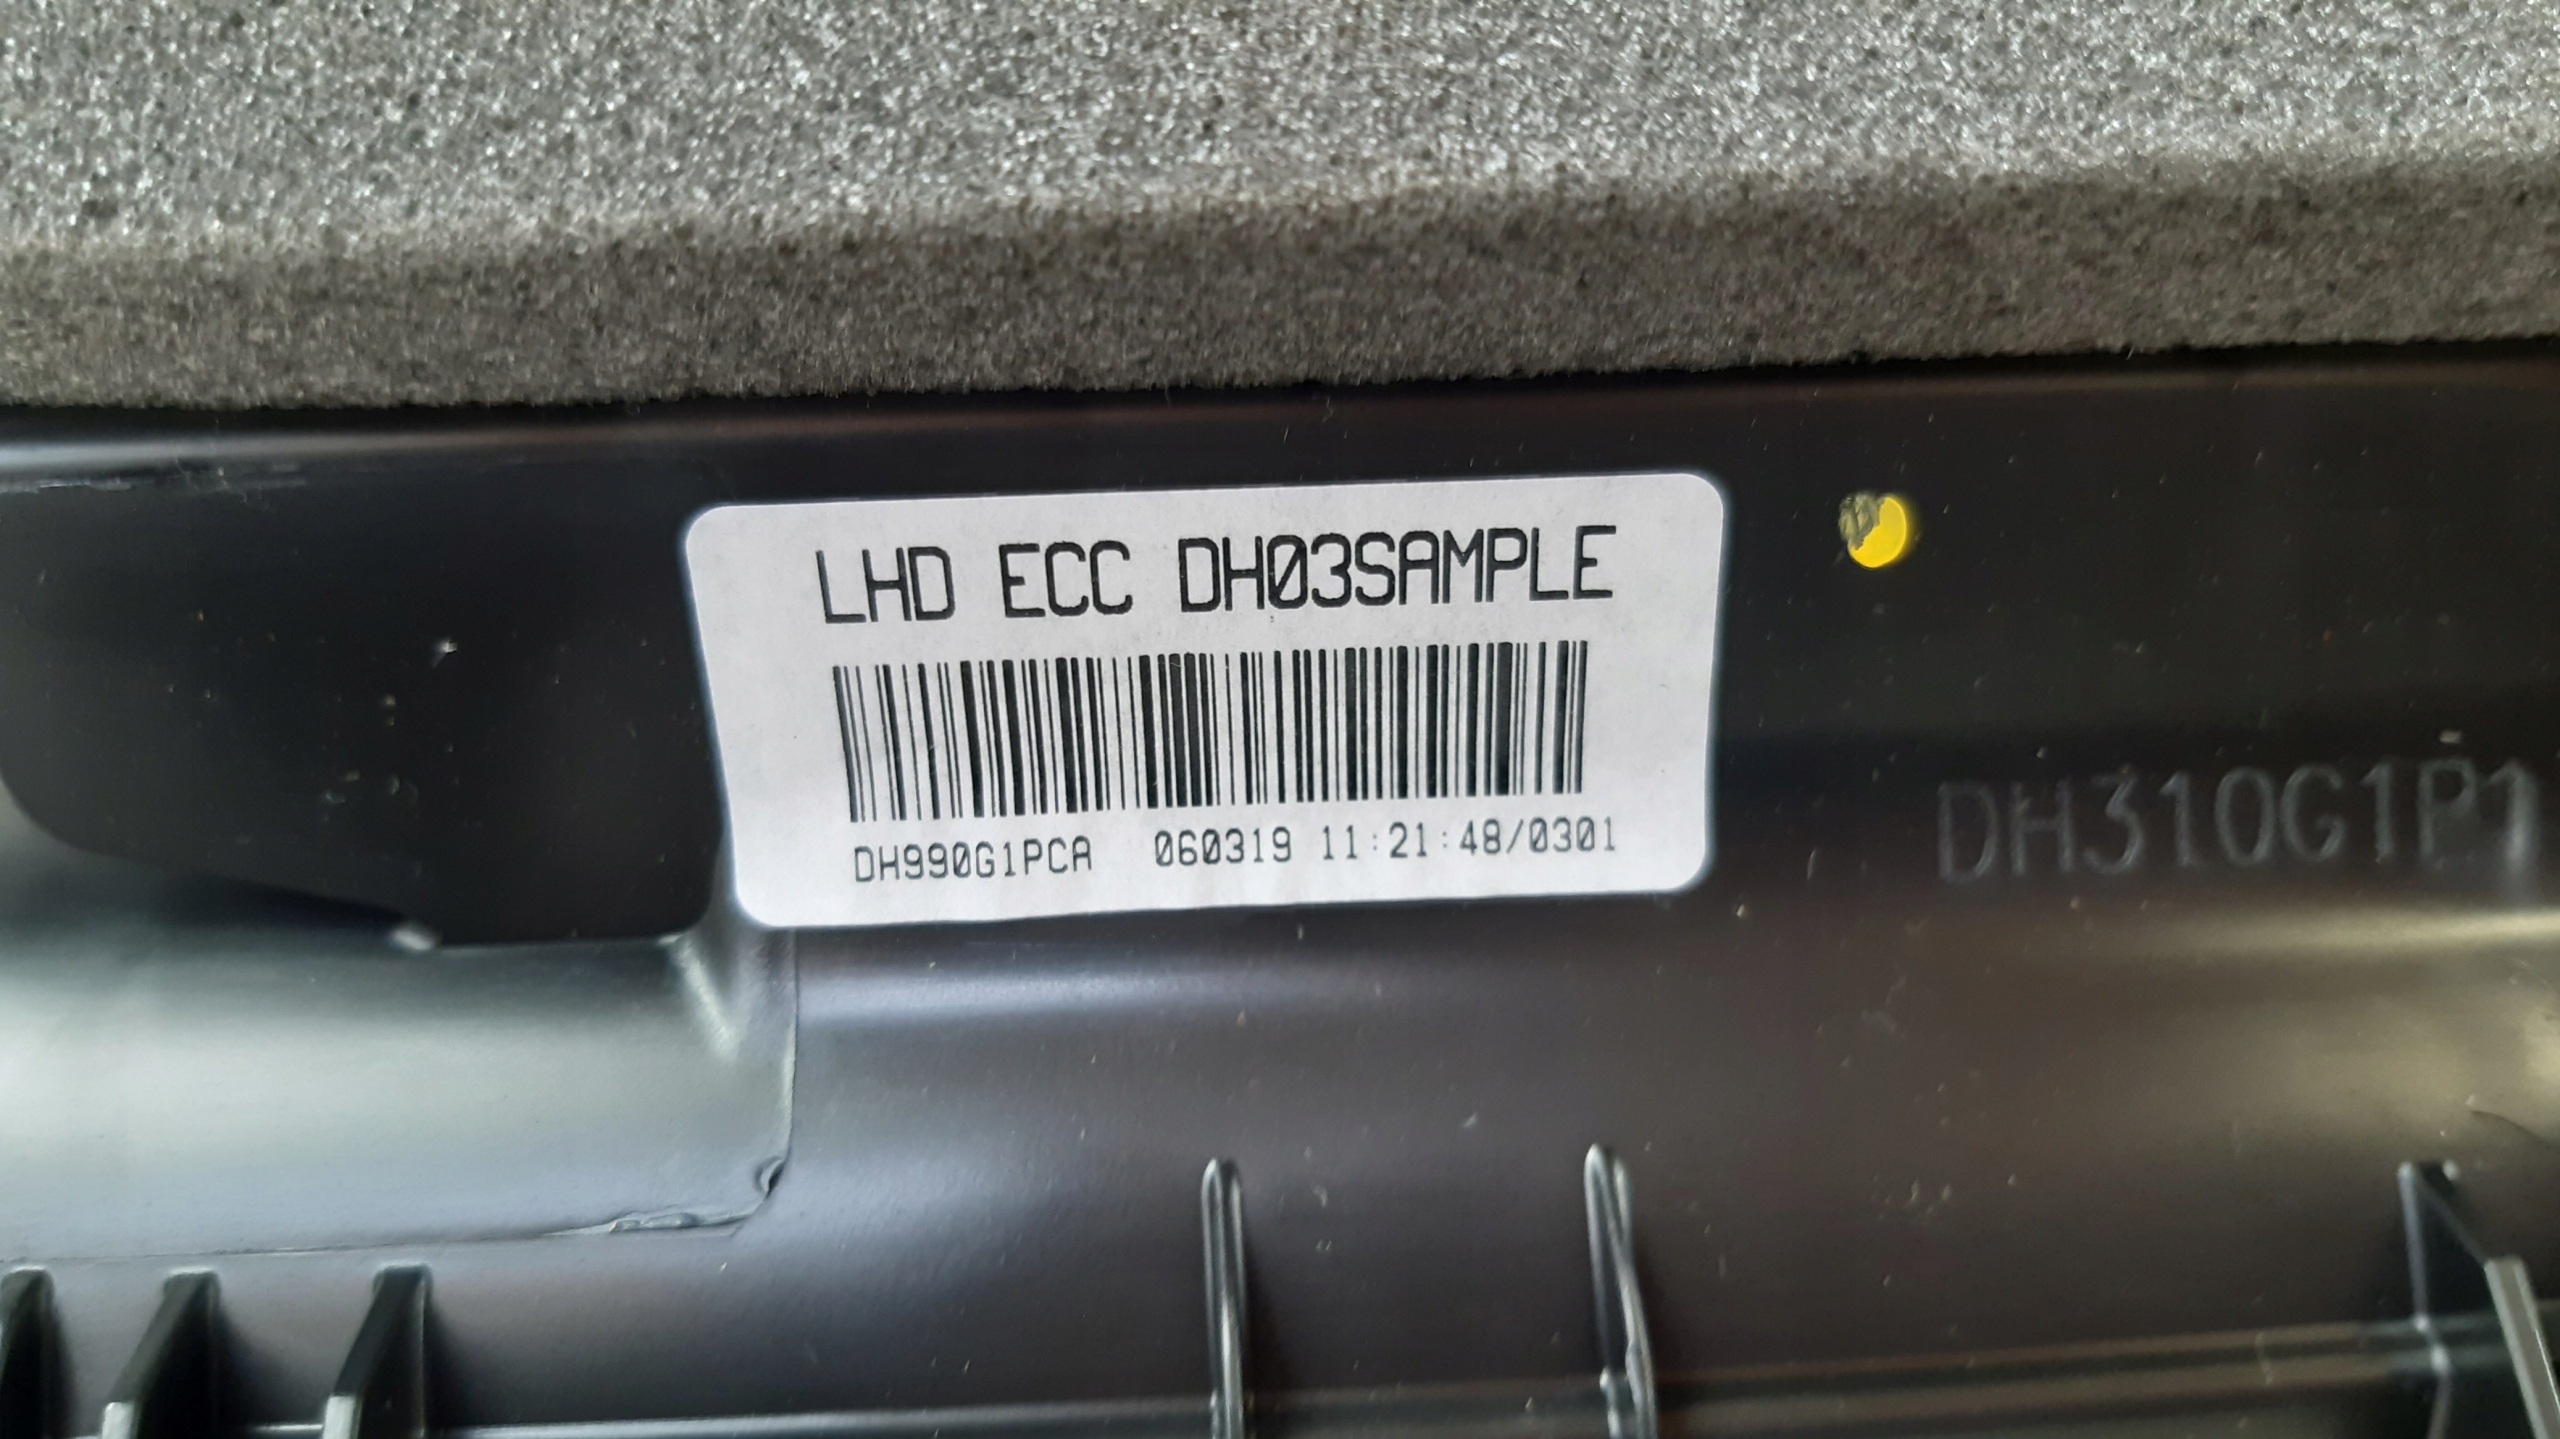 LHD ECC DH03SAMPLE
DH990G1PCA 060319 11:21:48/0301
DH310G1P1